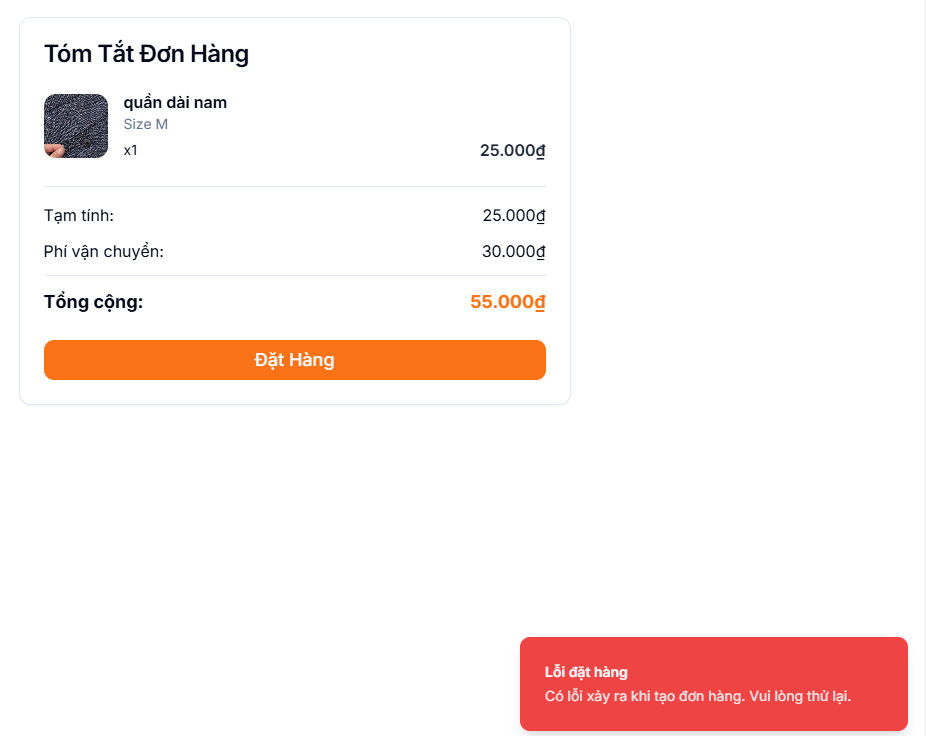 Tóm Tắt Đơn Hàng
quần dài nam
Size M
x1 25.000₫
Tạm tính: 25.000₫
Phí vận chuyển: 30.000₫
Tổng cộng: 55.000₫
Đặt Hàng
Lỗi đặt hàng
Có lỗi xảy ra khi tạo đơn hàng. Vui lòng thử lại.